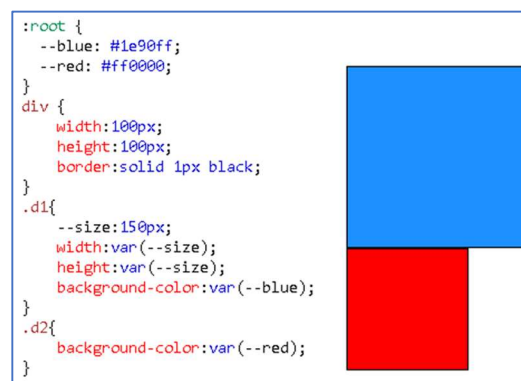 :root {
  --blue: #1e90ff;
  --red: #ff0000;
}
div {
    width:100px;
    height:100px;
    border:solid 1px black;
}
.d1{
    --size:150px;
    width:var(--size);
    height:var(--size);
    background-color:var(--blue);
}
.d2{
    background-color:var(--red);
}